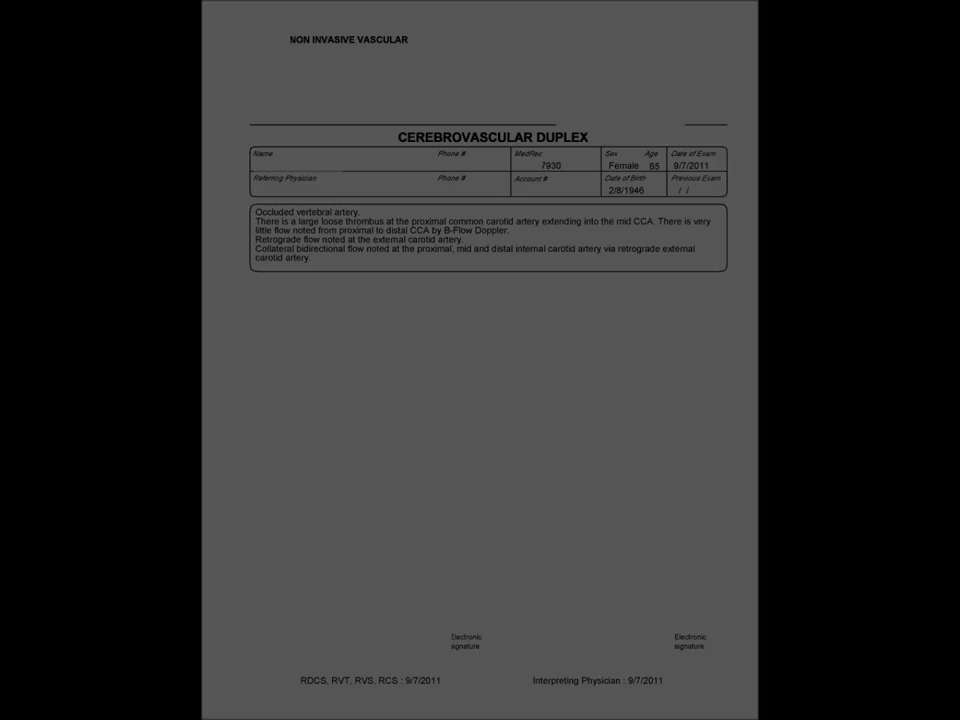 NON INVASIVE VASCULAR
CEREBROVASCULAR DUPLEX
Name Phone # MedRec Sex Age Date of Exam
7930 Female 65 9/7/2011
Referring Physician Phone # Account # Date of Birth Previous Exam
2/8/1946 / /
Occluded vertebral artery.
There is a large loose thrombus at the proximal common carotid artery extending into the mid CCA. There is very
little flow noted from proximal to distal CCA by B-Flow Doppler.
Retrograde flow noted at the external carotid artery.
Collateral bidirectional flow noted at the proximal, mid and distal internal carotid artery via retrograde external
carotid artery.
Electronic Electronic
signature signature
RDCS, RVT, RVS, RCS : 9/7/2011 Interpreting Physician : 9/7/2011